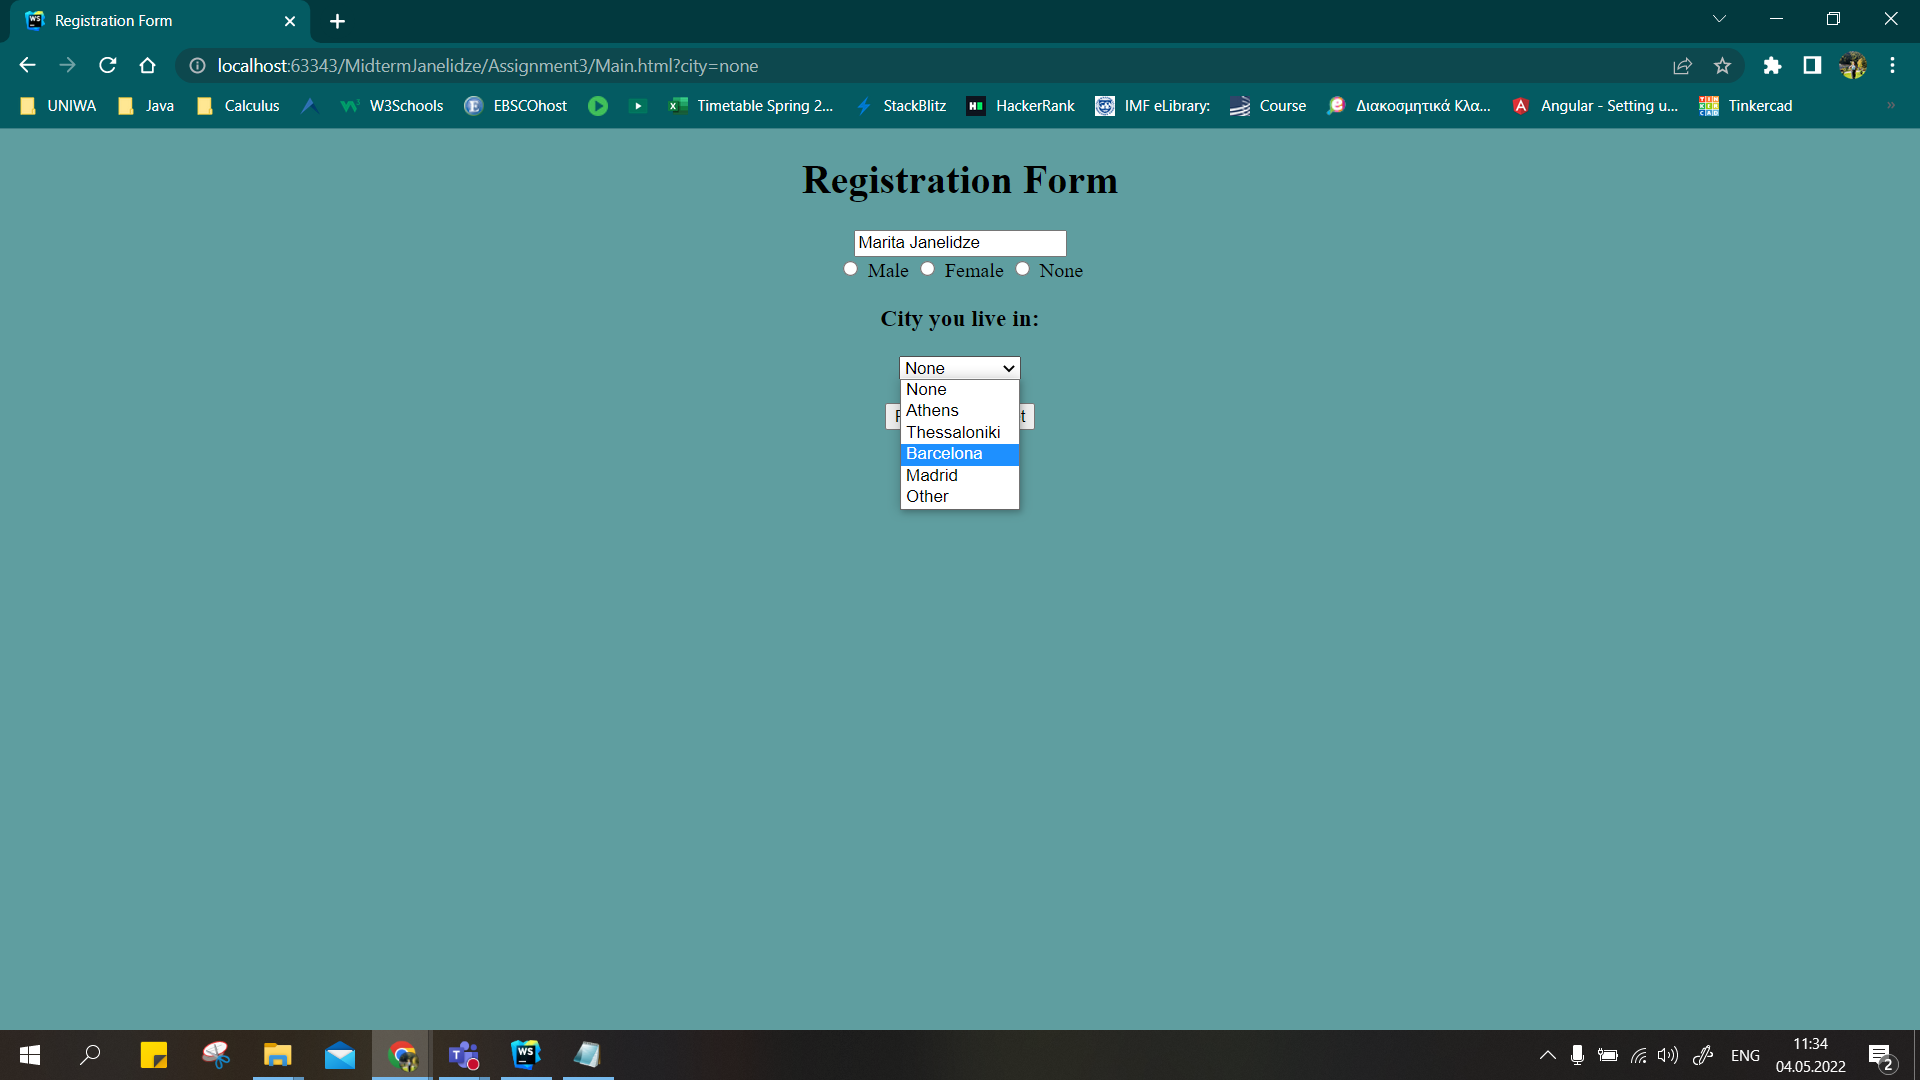 Registration Form
localhost:63343/MidtermJanelidze/Assignment3/Main.html?city=none
UNIWA Java Calculus W3Schools EBSCOhost Timetable Spring 2... StackBlitz HackerRank IMF eLibrary: Course Διακοσμητικά Κλα... Angular - Setting u... Tinkercad
Registration Form
Marita Janelidze
Male Female None
City you live in:
None
None
Athens
Thessaloniki
Barcelona
Madrid
Other
ENG
11:34
04.05.2022
2